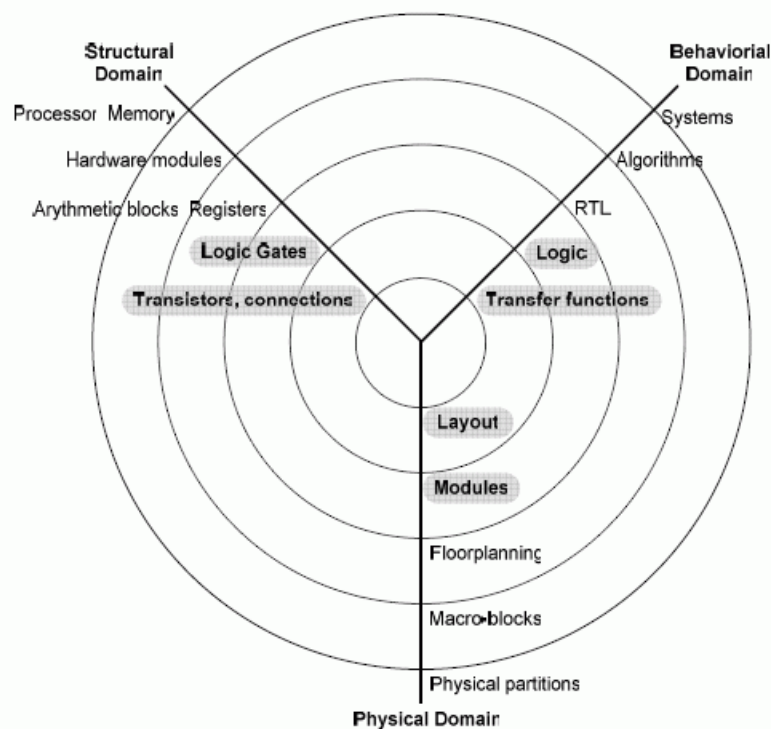 Structural
Domain
Behaviorial
Domain
Processor Memory
Systems
Hardware modules
Algorithms
Arythmetic blocks Registers
RTL
Logic Gates
Logic
Transistors, connections
Transfer functions
Layout
Modules
Floorplanning
Macro-blocks
Physical partitions
Physical Domain